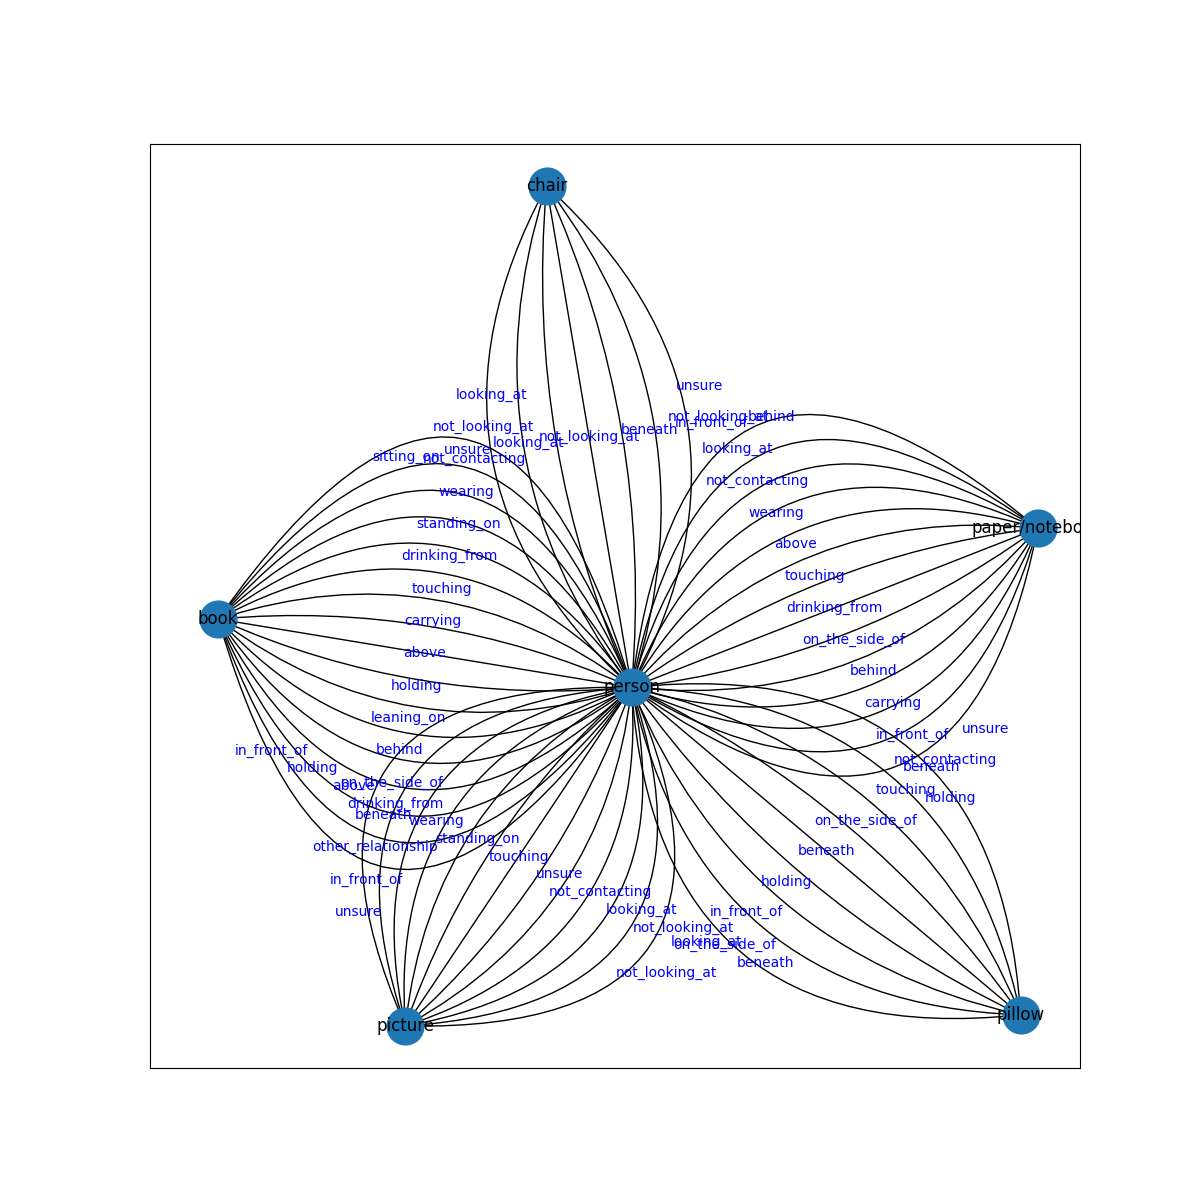 chair
unsure
looking_at
not_looking_at
behind
in_front_of
not_looking_at
looking_at
not_looking_at
beneath
looking_at
unsure
sitting_on
not_contacting
not_contacting
wearing
wearing
standing_on
paper/notebo
above
drinking_from
touching
touching
drinking_from
book
carrying
on_the_side_of
above
behind
holding
person
carrying
leaning_on
unsure
in_front_of
behind
in_front_of
not_contacting
holding
beneath
on_the_side_of
above
touching
holding
drinking_from
beneath
wearing
on_the_side_of
standing_on
other_relationship
beneath
touching
unsure
in_front_of
holding
not_contacting
unsure
looking_at
in_front_of
not_looking_at
looking_at
on_the_side_of
beneath
not_looking_at
pillow
picture